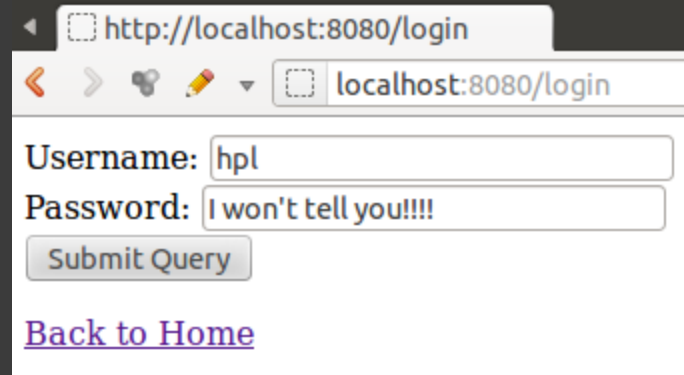 http://localhost:8080/login
localhost:8080/login
Username: hpl
Password: I won't tell you!!!!
Submit Query
Back to Home